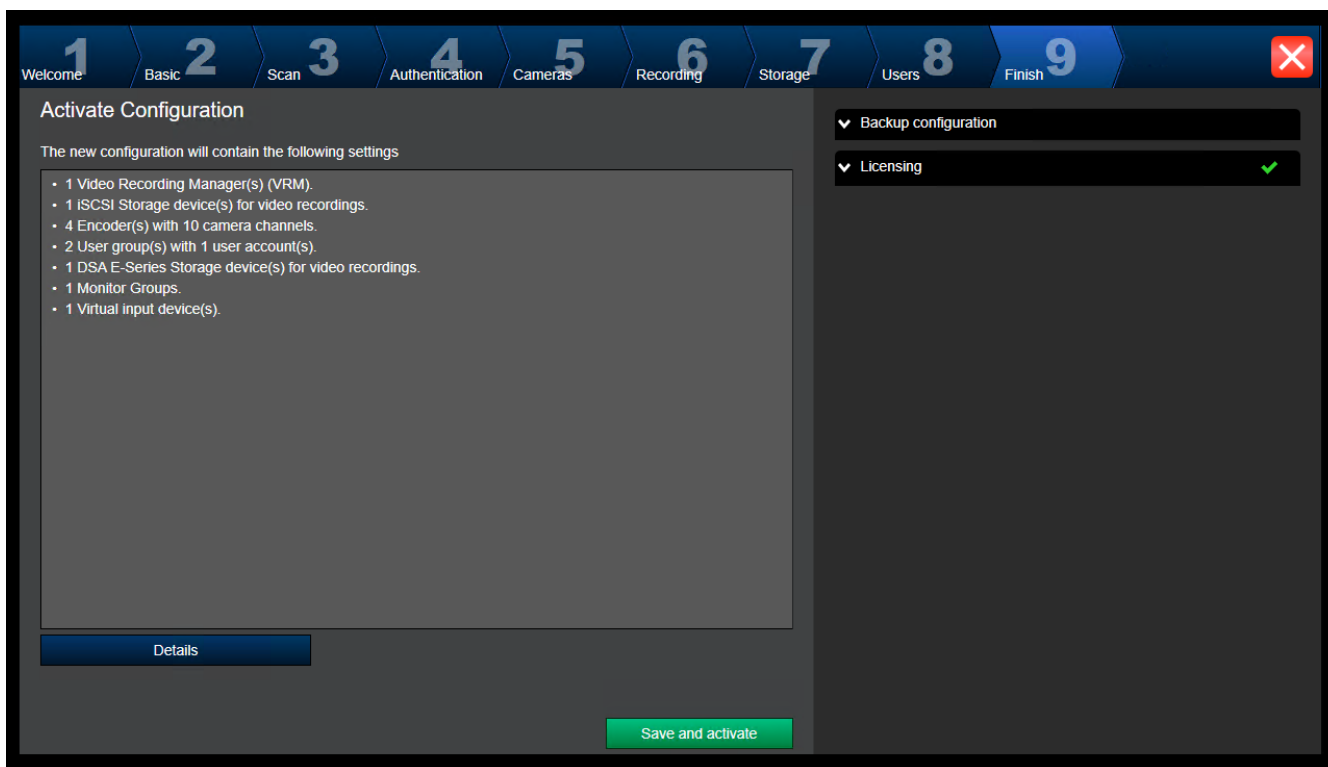 1 Welcome
2 Basic
3 Scan
4 Authentication
5 Cameras
6 Recording
7 Storage
8 Users
9 Finish
Activate Configuration
The new configuration will contain the following settings
• 1 Video Recording Manager(s) (VRM).
• 1 iSCSI Storage device(s) for video recordings.
• 4 Encoder(s) with 10 camera channels.
• 2 User group(s) with 1 user account(s).
• 1 DSA E-Series Storage device(s) for video recordings.
• 1 Monitor Groups.
• 1 Virtual input device(s).
Details
Save and activate
Backup configuration
Licensing